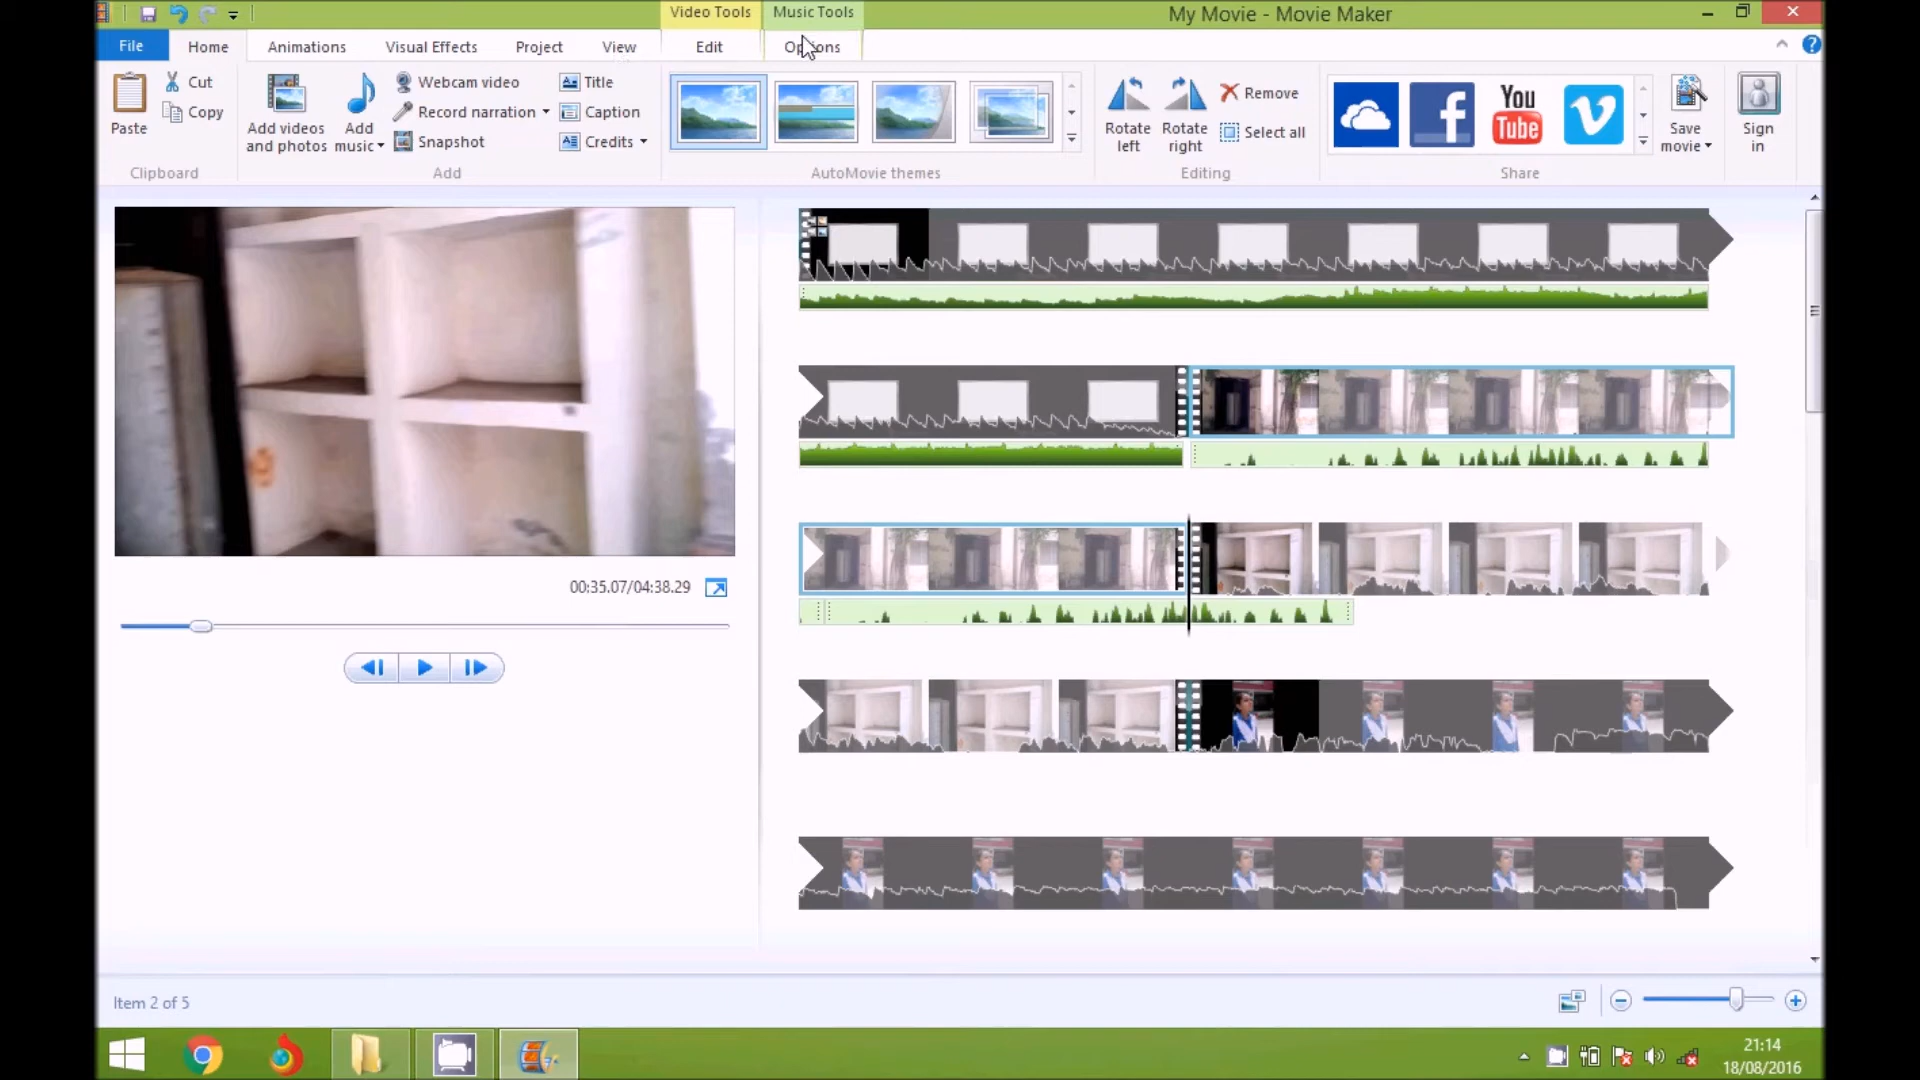 Video Tools
Music Tools
My Movie - Movie Maker
File
Home
Animations
Visual Effects
Project
View
Edit
Options
Paste
Cut
Copy
Clipboard
Add videos
and photos
Add
music
Webcam video
Record narration
Snapshot
Title
Caption
Credits
Add
AutoMovie themes
Rotate
left
Rotate
right
Remove
Select all
Editing
You
Tube
Share
Save
movie
Sign
in
00:35.07/04:38.29
Item 2 of 5
21:14
18/08/2016